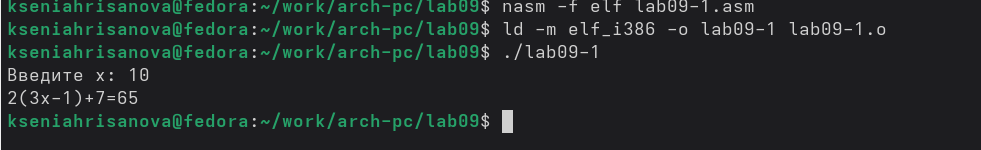 kseniahrisanova@fedora:~/work/arch-pc/lab09$ nasm -f elf lab09-1.asm
kseniahrisanova@fedora:~/work/arch-pc/lab09$ ld -m elf_i386 -o lab09-1 lab09-1.o
kseniahrisanova@fedora:~/work/arch-pc/lab09$ ./lab09-1
Введите x: 10
2(3x-1)+7=65
kseniahrisanova@fedora:~/work/arch-pc/lab09$